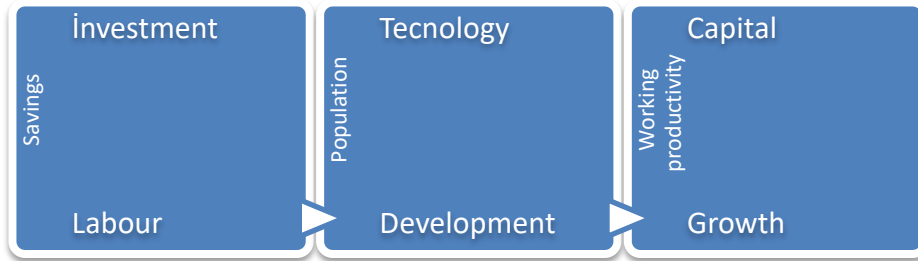 İnvestment
Savings
Labour
Tecnology
Population
Development
Capital
Working
productivity
Growth